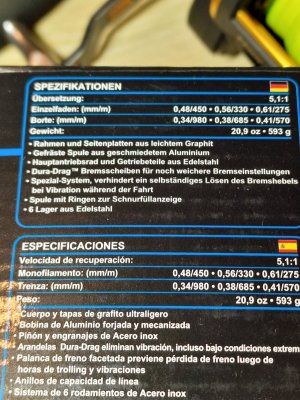 SPEZIFIKATIONEN
Übersetzung: 5,1:1
Einzelfaden: (mm/m) 0,48/450 • 0,56/330 • 0,61/275
Borte: (mm/m) 0,34/980 • 0,38/685 • 0,41/570
Gewicht: 20,9 oz • 593 g
• Rahmen und Seitenplatten aus leichtem Graphit
• Gefräste Spule aus geschmiedetem Aluminium
• Hauptantriebsrad und Getriebeteile aus Edelstahl
• Dura-Drag™ Bremsscheiben für noch weichere Bremseinstellungen
• Spezial-System, verhindert ein selbständiges Lösen des Bremshebels
bei Vibration während der Fahrt
• Spule mit Ringen zur Schnurfüllanzeige
• 6 Lager aus Edelstahl
ESPECIFICACIONES
Velocidad de recuperación: 5,1:1
Monofilamento: (mm/m) 0,48/450 • 0,56/330 • 0,61/275
Trenza: (mm/m) 0,34/980 • 0,38/685 • 0,41/570
Peso: 20,9 oz • 593 g
• Cuerpo y tapas de grafito ultraligero
• Bobina de Aluminio forjada y mecanizada
• Piñón y engranajes de Acero inox
• Arandelas Dura-Drag eliminan vibración, incluso bajo condiciones extrem
• Palanca de freno facetada previene pérdida de freno luego de
horas de trolling y vibraciones
• Anillos de capacidad de línea
• Sistema de 6 rodamientos de Acero inox